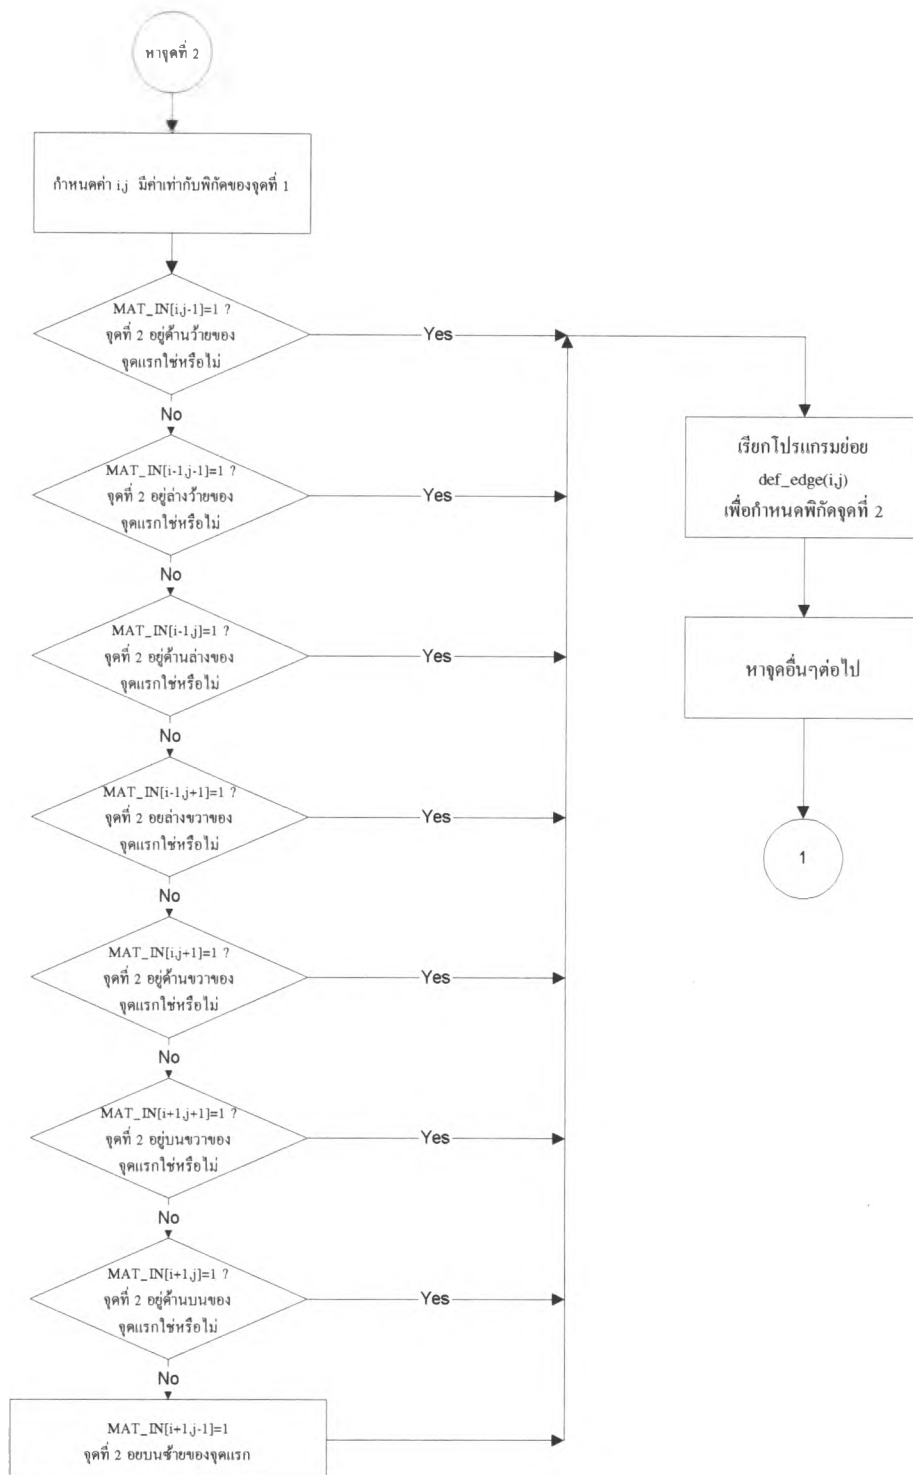 หาจุดที่ 2
กำหนดค่า i,j มีค่าเท่ากับพิกัดของจุดที่ 1
MAT_IN[i,j-1]=1 ?
จุดที่ 2 อยู่ด้านว้ายของ
จุดแรกใช่หรือไม่
Yes
No
MAT_IN[i-1,j-1]=1 ?
จุดที่ 2 อยู่ล่างว้ายของ
จุดแรกใช่หรือไม่
Yes
No
MAT_IN[i-1,j]=1 ?
จุดที่ 2 อยู่ด้านล่างของ
จุดแรกใช่หรือไม่
Yes
No
MAT_IN[i-1,j+1]=1 ?
จุดที่ 2 อยล่างขวาของ
จุดแรกใช่หรือไม่
Yes
No
MAT_IN[i,j+1]=1 ?
จุดที่ 2 อยู่ด้านขวาของ
จุดแรกใช่หรือไม่
Yes
No
MAT_IN[i+1,j+1]=1 ?
จุดที่ 2 อยู่บนขวาของ
จุดแรกใช่หรือไม่
Yes
No
MAT_IN[i+1,j]=1 ?
จุดที่ 2 อยู่ด้านบนของ
จุดแรกใช่หรือไม่
Yes
No
MAT_IN[i+1,j-1]=1
จุดที่ 2 อยบนซ้ายของจุดแรก
เรียกโปรแกรมย่อย
def_edge(i,j)
เพื่อกำหนดพิกัดจุดที่ 2
หาจุดอื่นๆต่อไป
1